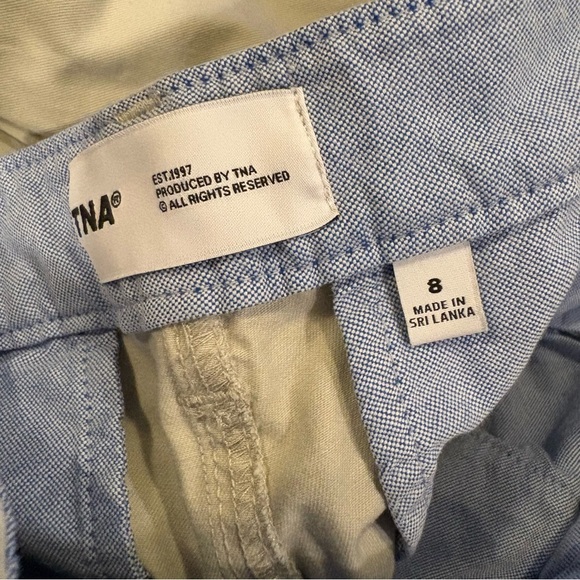 TNA®
EST.1997
PRODUCED BY TNA
© ALL RIGHTS RESERVED
8
MADE IN
SRI LANKA